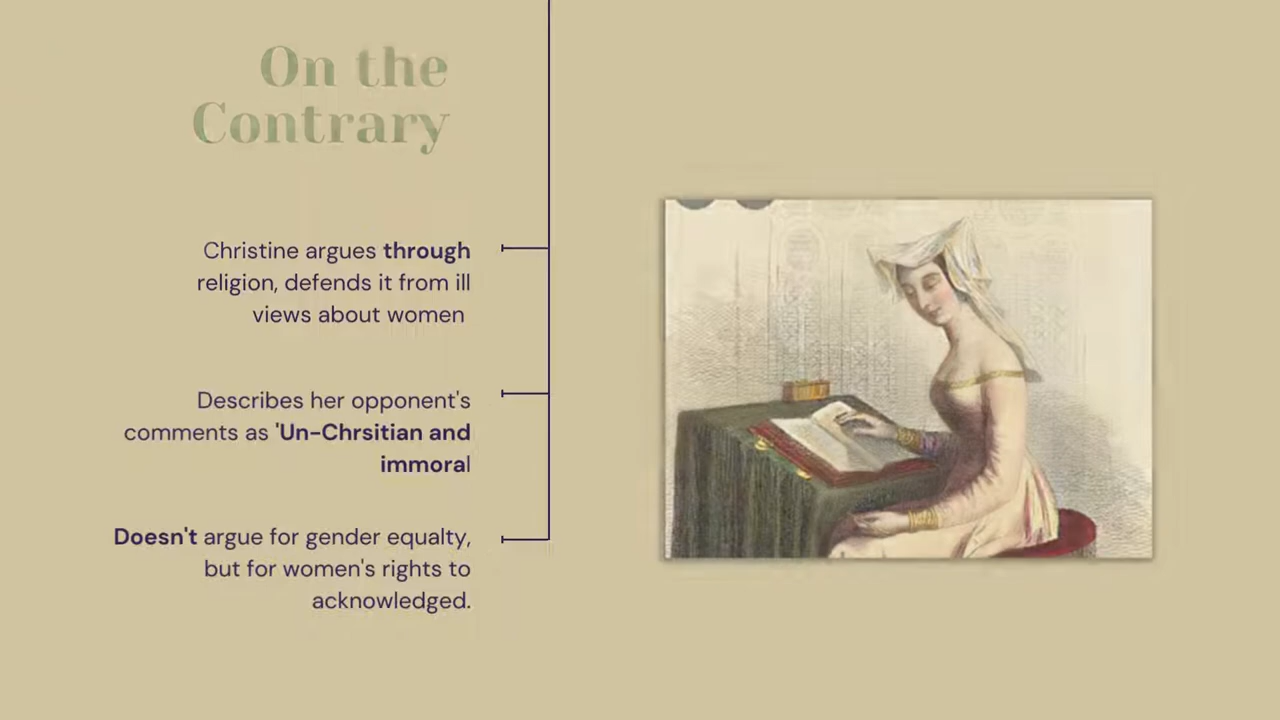 On the
Contrary
Christine argues through
religion, defends it from ill
views about women
Describes her opponent's
comments as 'Un-Chrsitian and
immoral
Doesn't argue for gender equalty,
but for women's rights to
acknowledged.